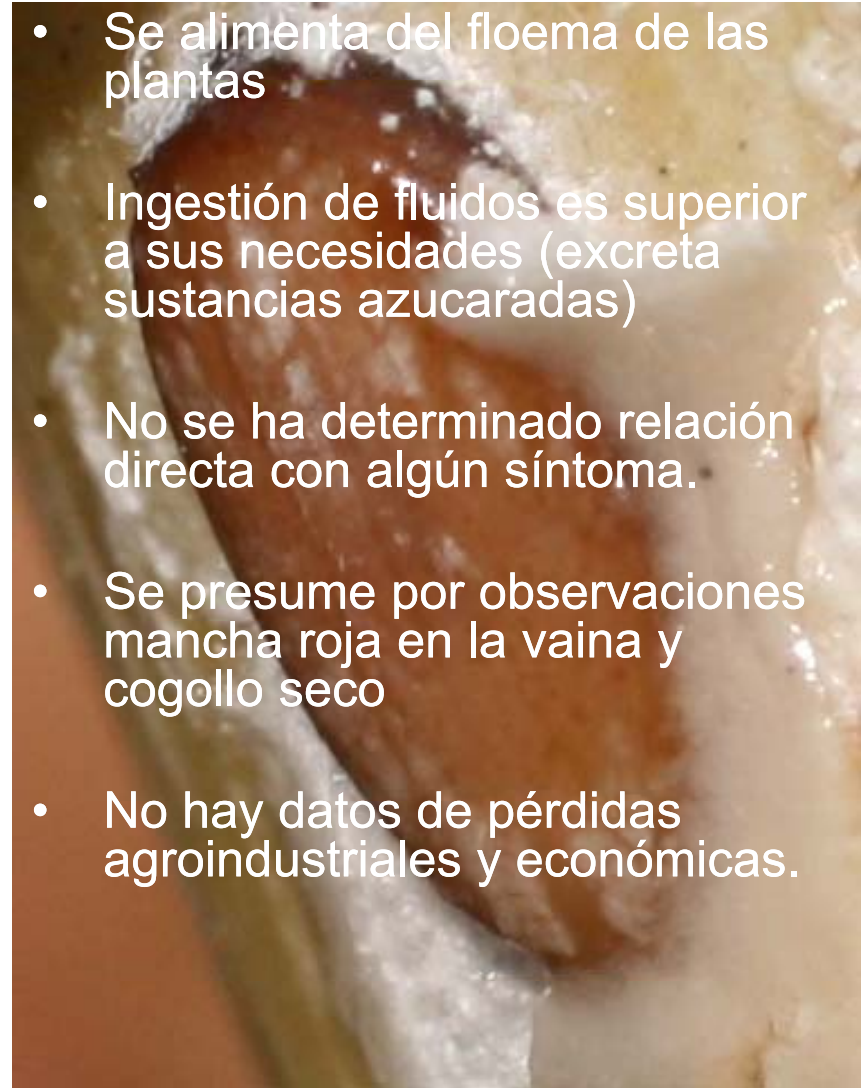 • Se alimenta del floema de las
plantas
• Ingestión de fluidos es superior
a sus necesidades (excreta
sustancias azucaradas)
• No se ha determinado relación
directa con algún síntoma.
• Se presume por observaciones
mancha roja en la vaina y
cogollo seco
• No hay datos de pérdidas
agroindustriales y económicas.